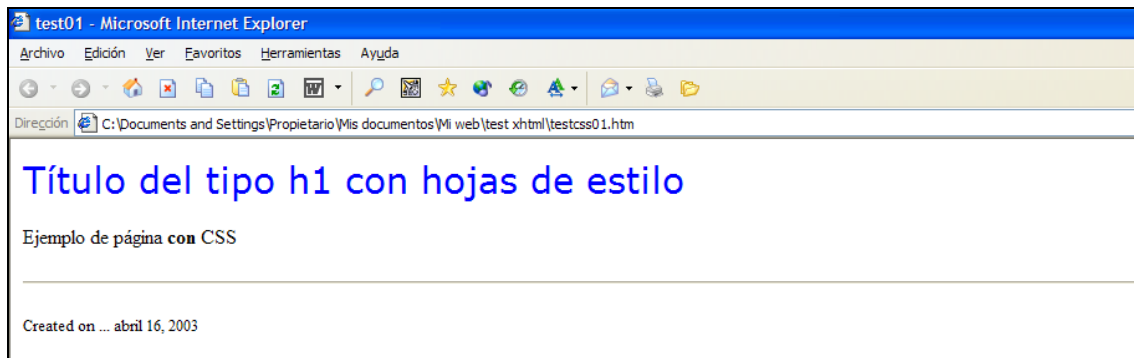 test01 - Microsoft Internet Explorer
Archivo Edición Ver Favoritos Herramientas Ayuda
Dirección C:\Documents and Settings\Propietario\Mis documentos\Mi web\test xhtml\testcss01.htm
Título del tipo h1 con hojas de estilo
Ejemplo de página con CSS
Created on ... abril 16, 2003